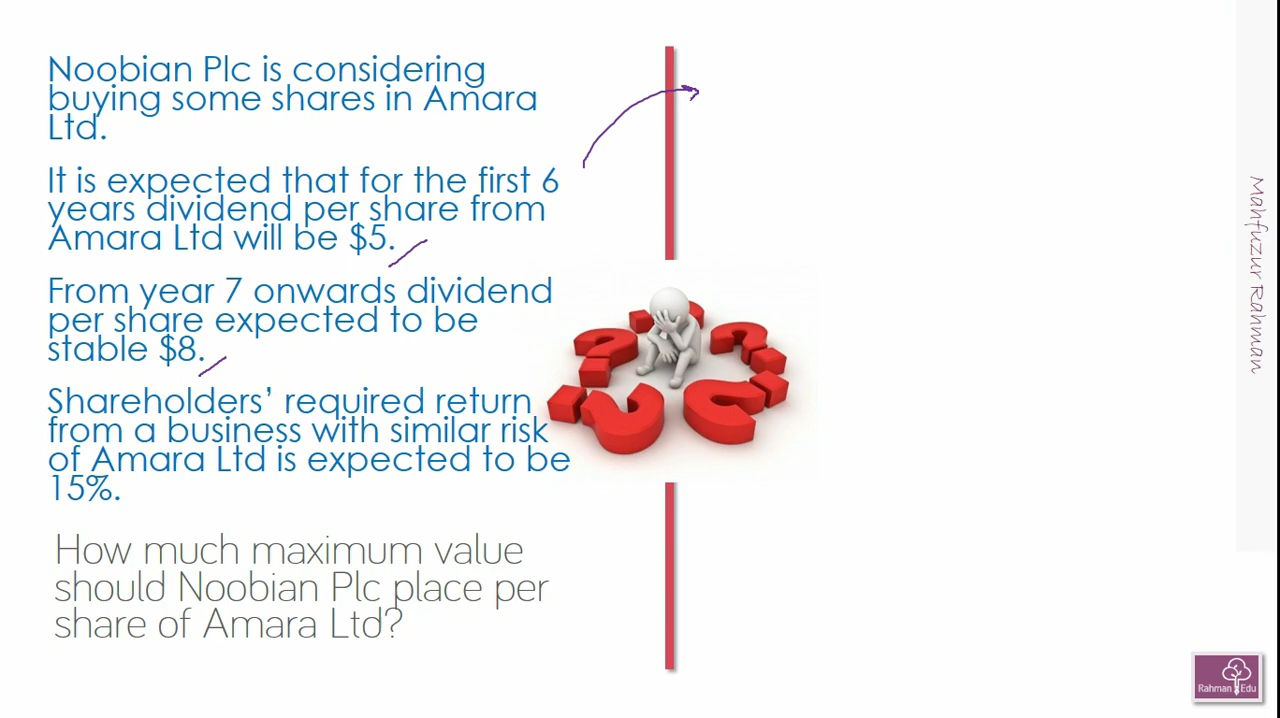 Noobian Plc is considering
buying some shares in Amara
Ltd.
It is expected that for the first 6
years dividend per share from
Amara Ltd will be $5.
From year 7 onwards dividend
per share expected to be
stable $8.
Shareholders’ required return
from a business with similar risk
of Amara Ltd is expected to be
15%.
How much maximum value
should Noobian Plc place per
share of Amara Ltd?
Mahfuzur Rahman
Rahman Edu